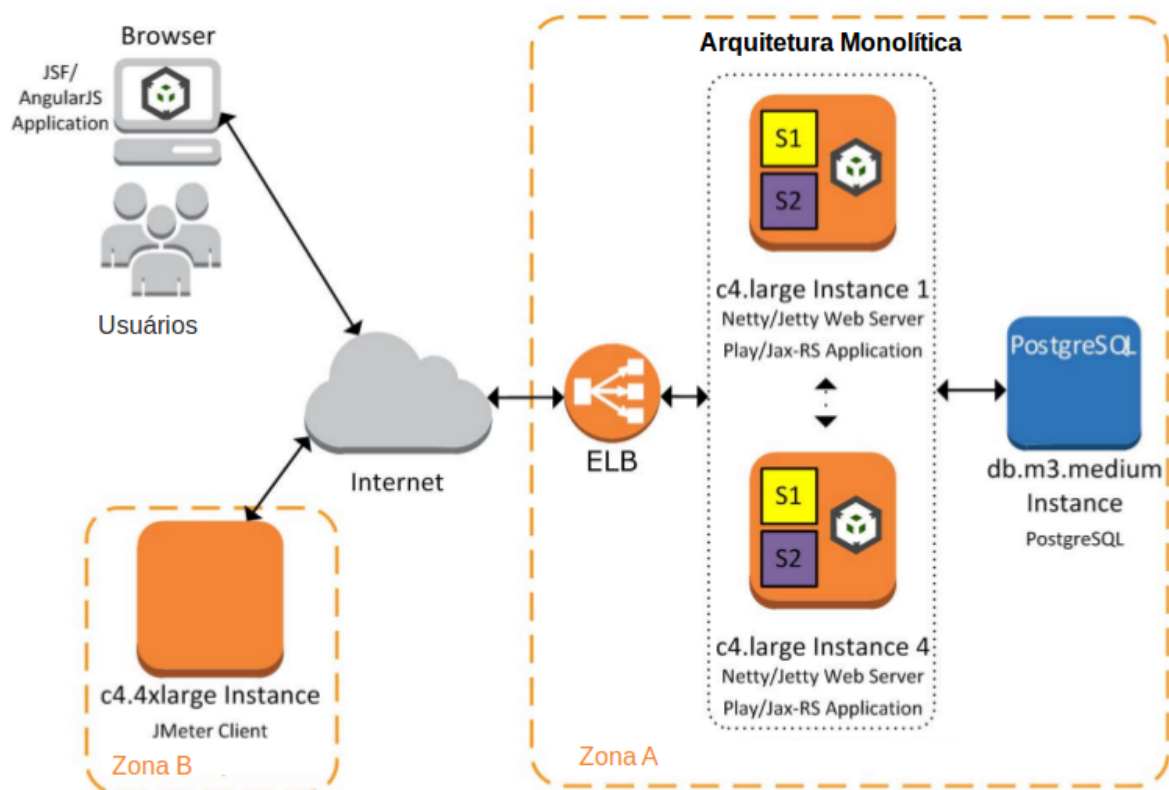 Browser
JSF/
AngularJS
Application
Usuários
Internet
c4.4xlarge Instance
JMeter Client
Zona B
Arquitetura Monolítica
S1
S2
c4.large Instance 1
Netty/Jetty Web Server
Play/Jax-RS Application
ELB
S1
S2
c4.large Instance 4
Netty/Jetty Web Server
Play/Jax-RS Application
PostgreSQL
db.m3.medium
Instance
PostgreSQL
Zona A